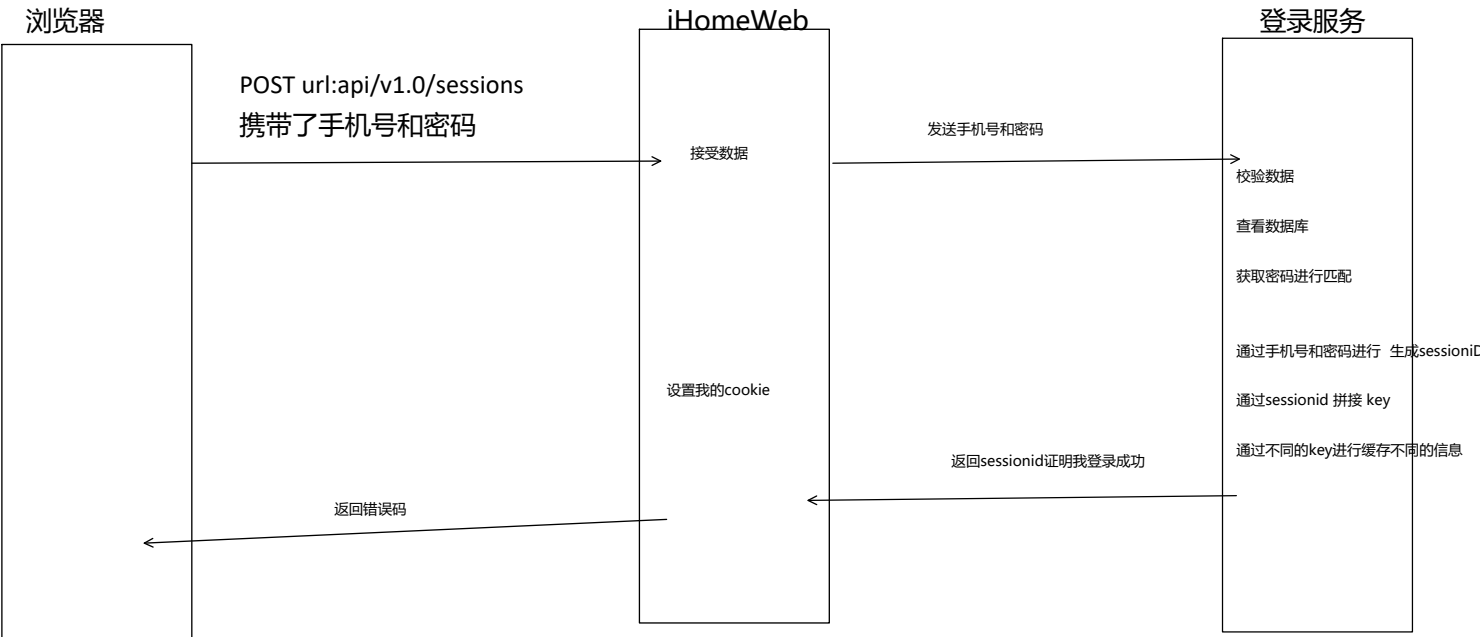 浏览器
iHomeWeb
登录服务
POST url:api/v1.0/sessions
携带了手机号和密码
接受数据
发送手机号和密码
校验数据
查看数据库
获取密码进行匹配
通过手机号和密码进行 生成sessioniD
设置我的cookie
通过sessionid 拼接 key
通过不同的key进行缓存不同的信息
返回sessionid证明我登录成功
返回错误码